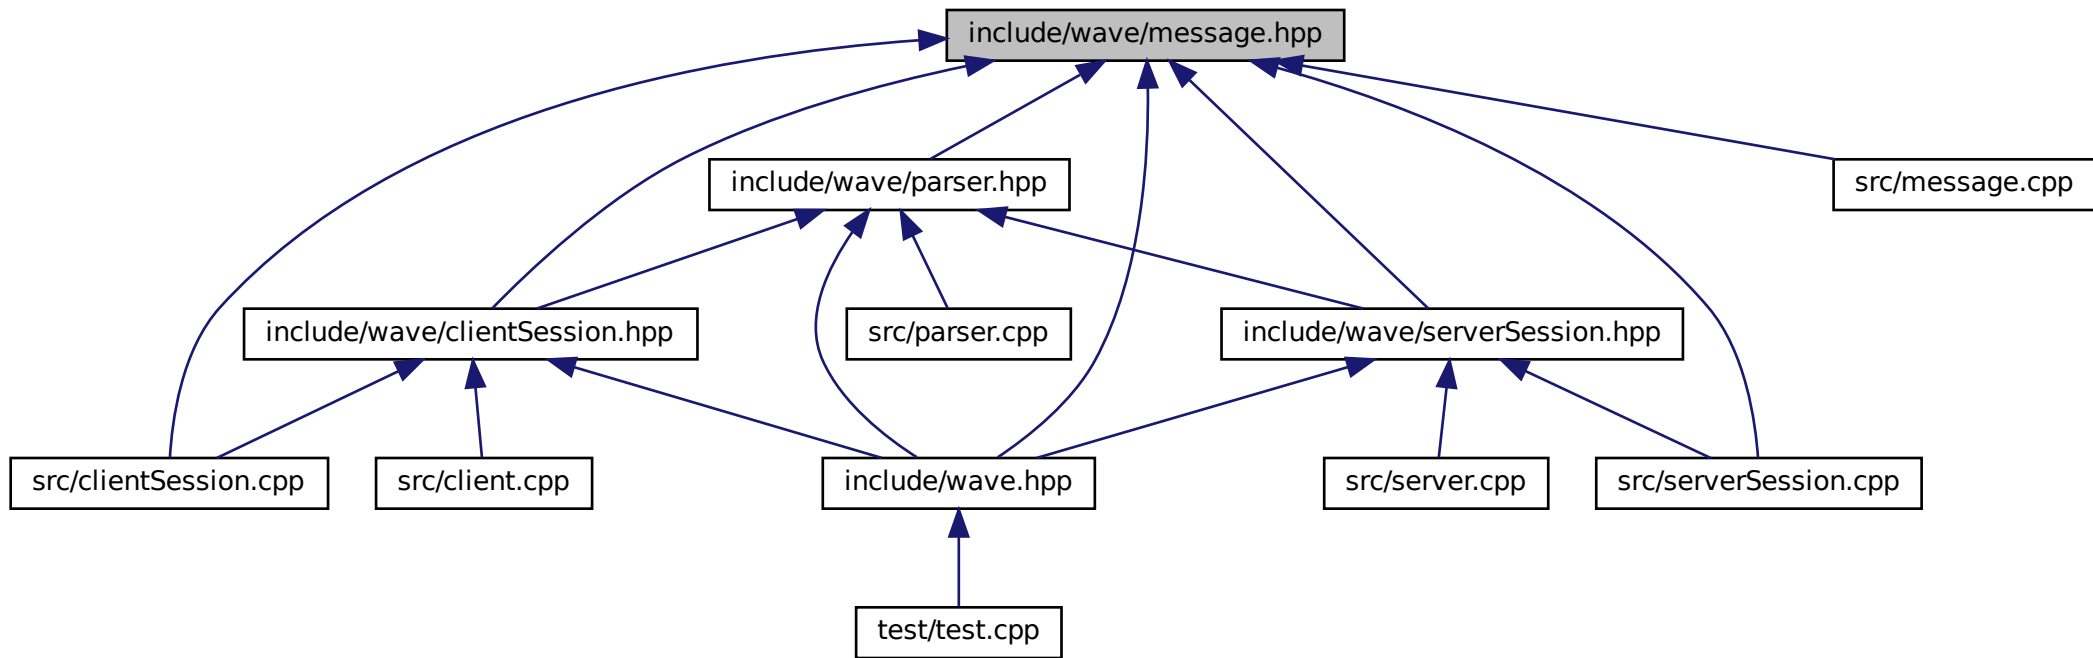 include/wave/message.hpp
include/wave/parser.hpp
src/message.cpp
include/wave/clientSession.hpp
src/parser.cpp
include/wave/serverSession.hpp
src/clientSession.cpp
src/client.cpp
include/wave.hpp
src/server.cpp
src/serverSession.cpp
test/test.cpp